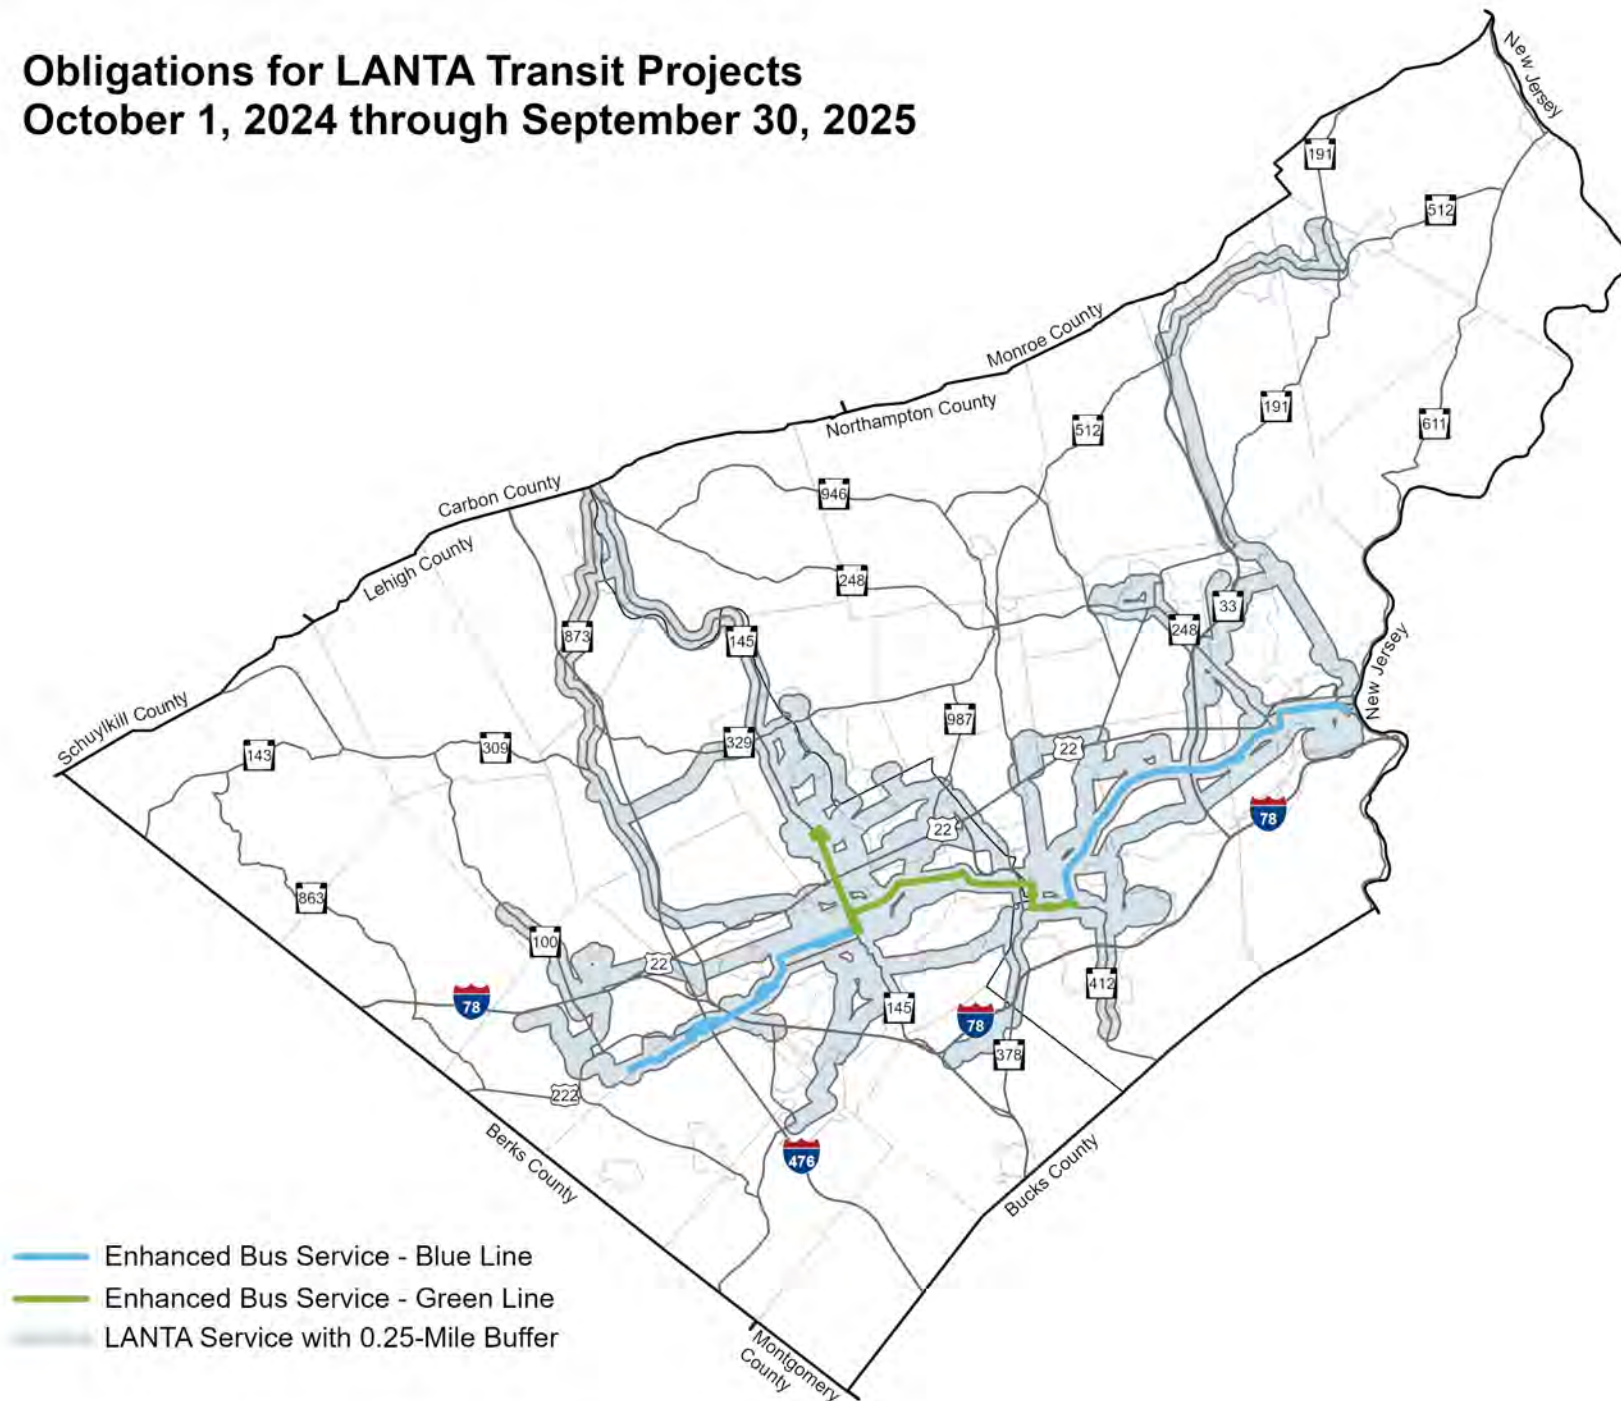 Obligations for LANTA Transit Projects
October 1, 2024 through September 30, 2025
New Jersey
191
512
Monroe County
Northampton County
191
512
611
Carbon County
946
Lehigh County
248
33
873
248
145
New Jersey
Schuylkill County
987
329
309
22
143
78
22
863
100
22
412
78
145
78
378
222
476
Berks County
Bucks County
Enhanced Bus Service - Blue Line
Enhanced Bus Service - Green Line
LANTA Service with 0.25-Mile Buffer
Montgomery
County